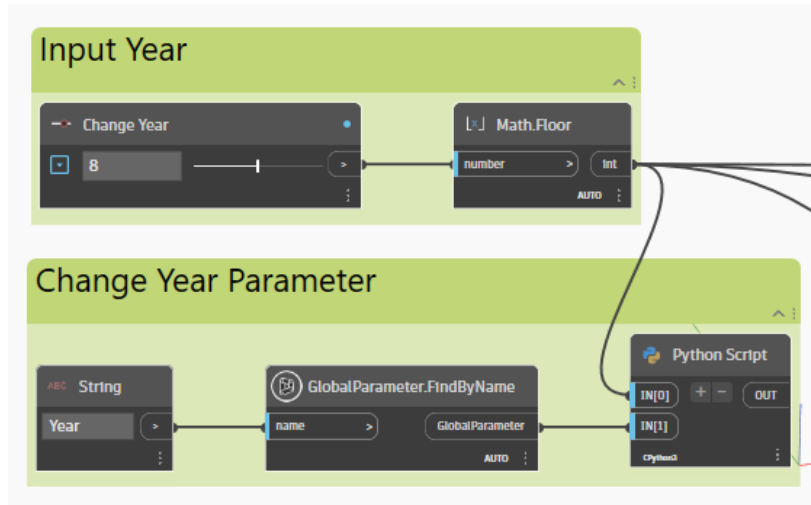 Input Year
Change Year
8
>
Math.Floor
number
>
int
AUTO
Change Year Parameter
ABC
String
Year
>
GlobalParameter.FindByName
name
>
GlobalParameter
AUTO
Python Script
IN[0]
+
−
OUT
IN[1]
CPython3